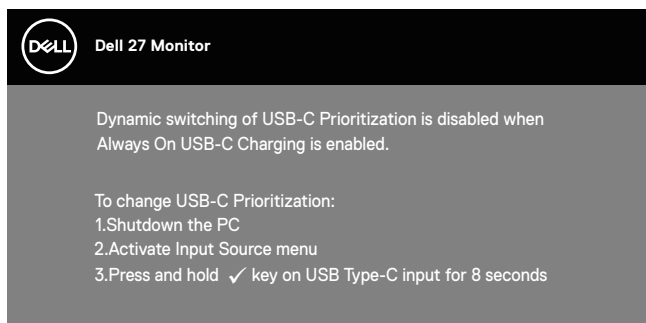 DELL
Dell 27 Monitor
Dynamic switching of USB-C Prioritization is disabled when
Always On USB-C Charging is enabled.
To change USB-C Prioritization:
1.Shutdown the PC
2.Activate Input Source menu
3.Press and hold ✓ key on USB Type-C input for 8 seconds